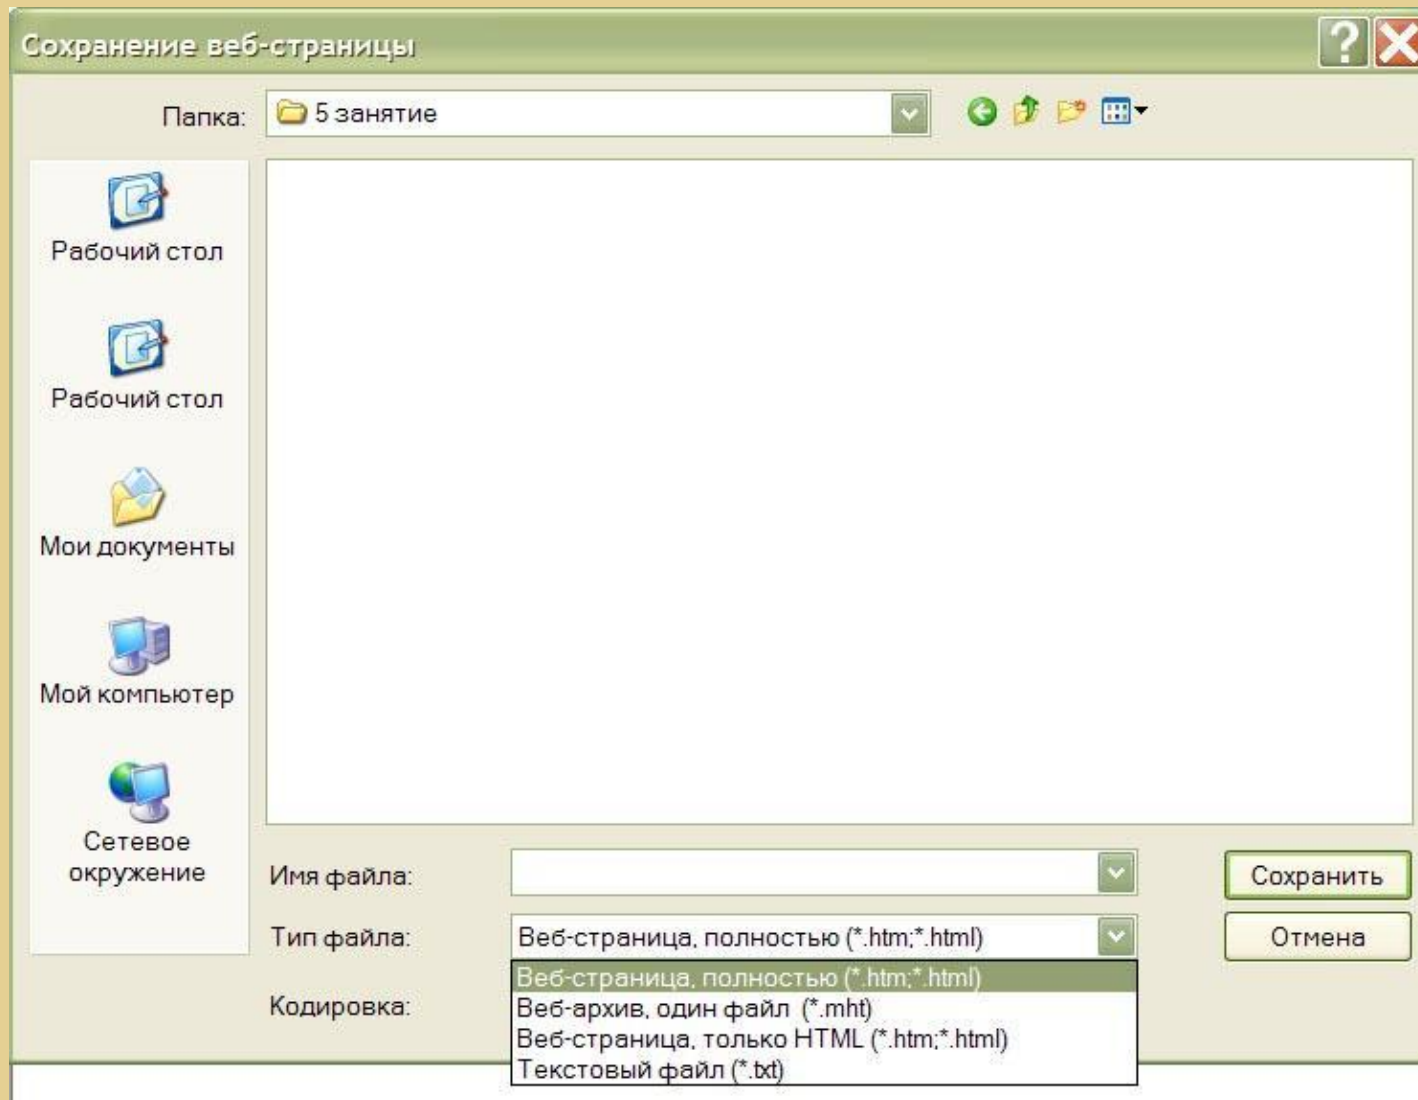 Сохранение веб-страницы
Папка: 5 занятие
Рабочий стол
Рабочий стол
Мои документы
Мой компьютер
Сетевое
окружение
Имя файла:
Сохранить
Тип файла: Веб-страница, полностью (*.htm;*.html)
Отмена
Веб-страница, полностью (*.htm;*.html)
Кодировка:
Веб-архив, один файл (*.mht)
Веб-страница, только HTML (*.htm;*.html)
Текстовый файл (*.txt)